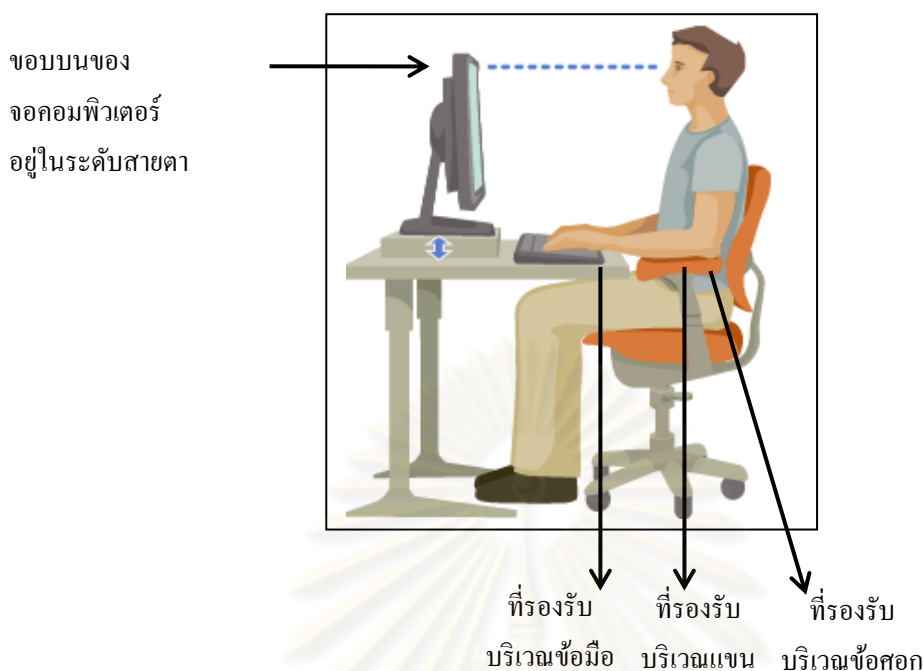 ขอบบนของ
จอคอมพิวเตอร์
อยู่ในระดับสายตา
ที่รองรับ
บริเวณข้อมือ
ที่รองรับ
บริเวณแขน
ที่รองรับ
บริเวณข้อศอก